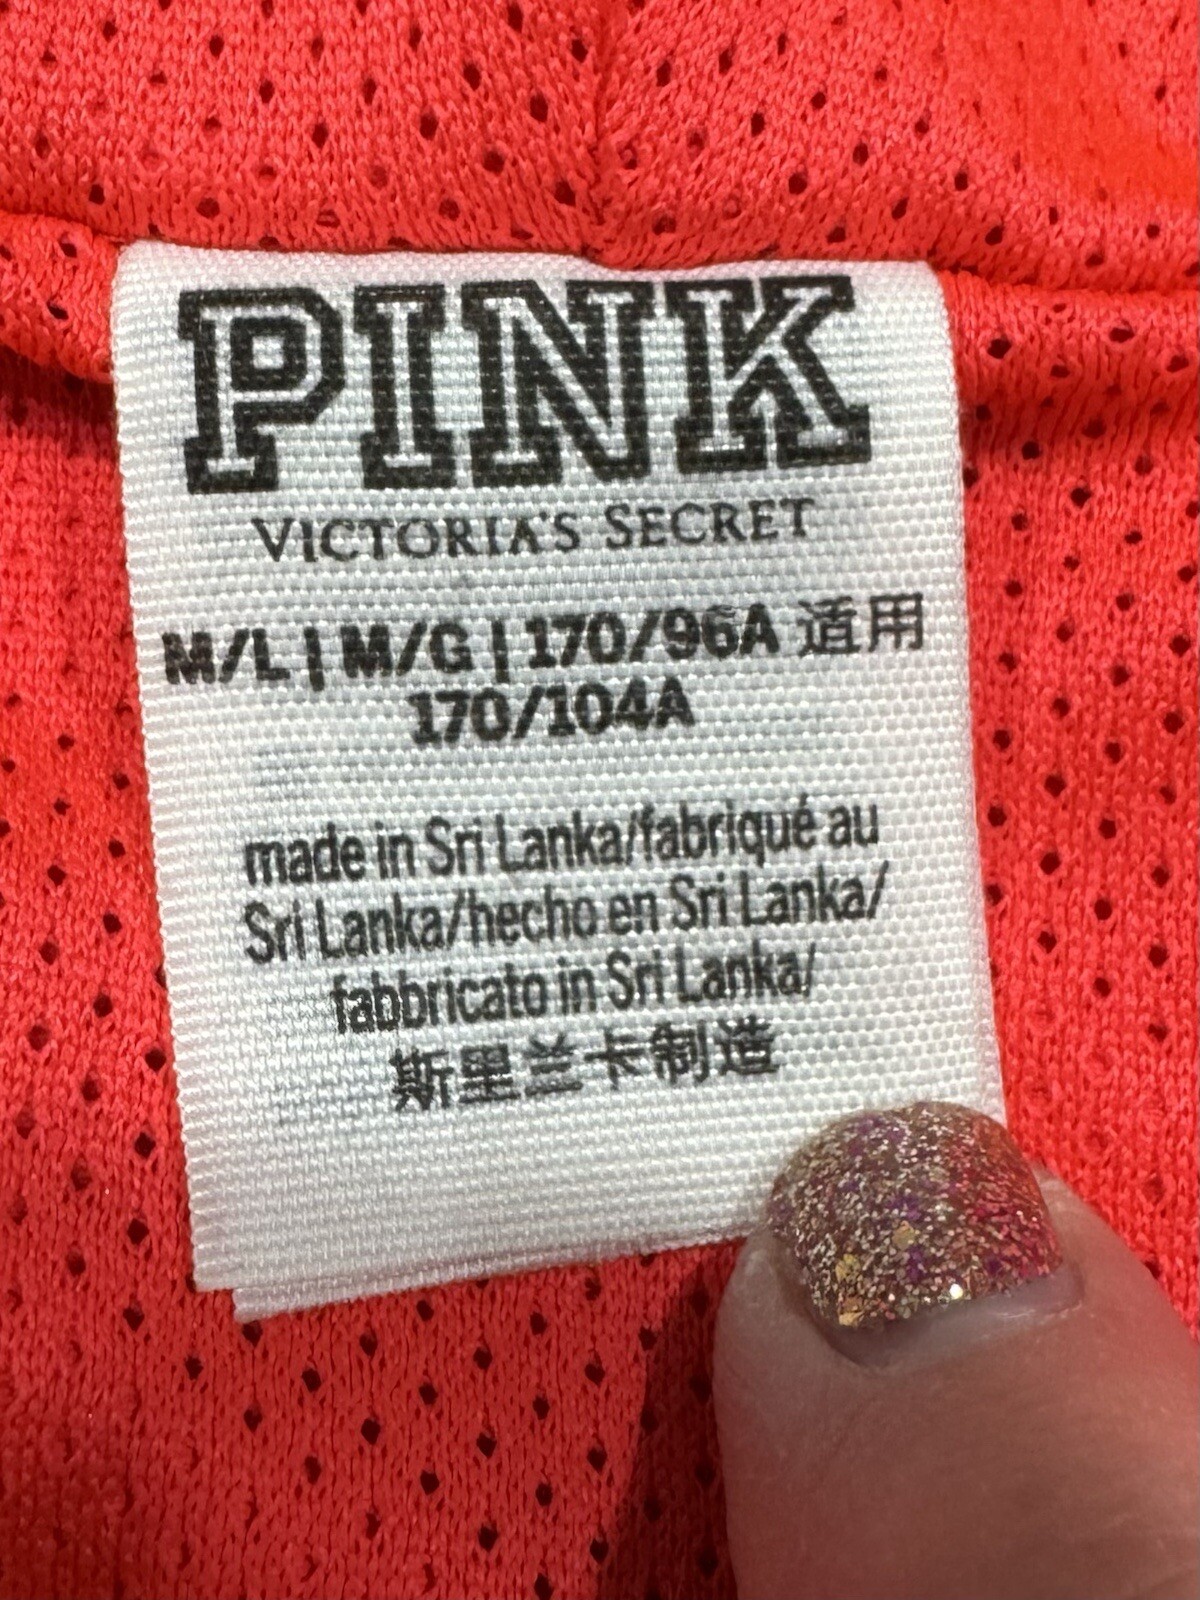 PINK
VICTORIA'S SECRET
M/L | M/G | 170/96A 适用
170/104A
made in Sri Lanka/fabriqué au
Sri Lanka/hecho en Sri Lanka/
fabbricato in Sri Lanka/
斯里兰卡制造